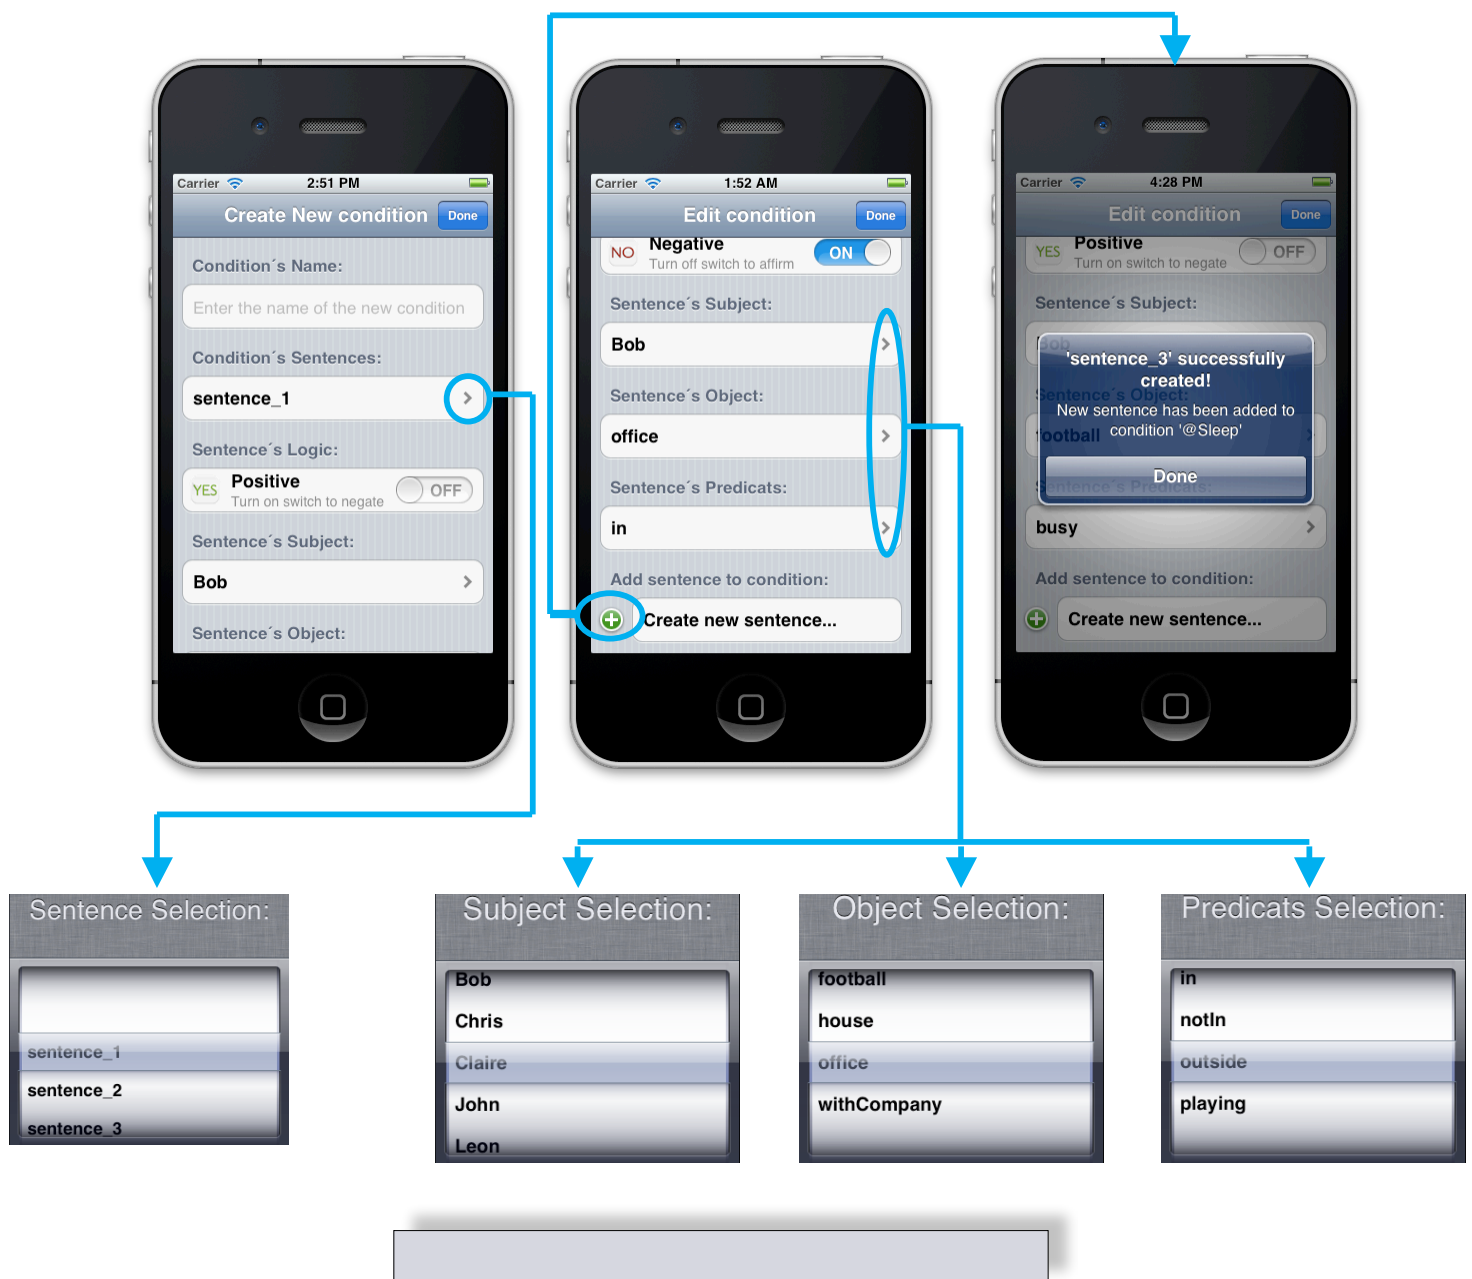 Carrier
2:51 PM
Create New condition
Done
Condition´s Name:
Enter the name of the new condition
Condition´s Sentences:
sentence_1
Sentence´s Logic:
YES
Positive
Turn on switch to negate
OFF
Sentence´s Subject:
Bob
Sentence´s Object:
Carrier
1:52 AM
Edit condition
Done
NO
Negative
Turn off switch to affirm
ON
Sentence´s Subject:
Bob
Sentence´s Object:
office
Sentence´s Predicats:
in
Add sentence to condition:
Create new sentence...
Carrier
4:28 PM
Edit condition
Done
YES
Positive
Turn on switch to negate
OFF
Sentence´s Subject:
Bob
'sentence_3' successfully
created!
Sentence´s Object:
New sentence has been added to
condition '@Sleep'
football
Done
Sentence´s Predicats:
busy
Add sentence to condition:
Create new sentence...
Sentence Selection:
sentence_1
sentence_2
sentence_3
Subject Selection:
Bob
Chris
Claire
John
Leon
Object Selection:
football
house
office
withCompany
Predicats Selection:
in
notIn
outside
playing